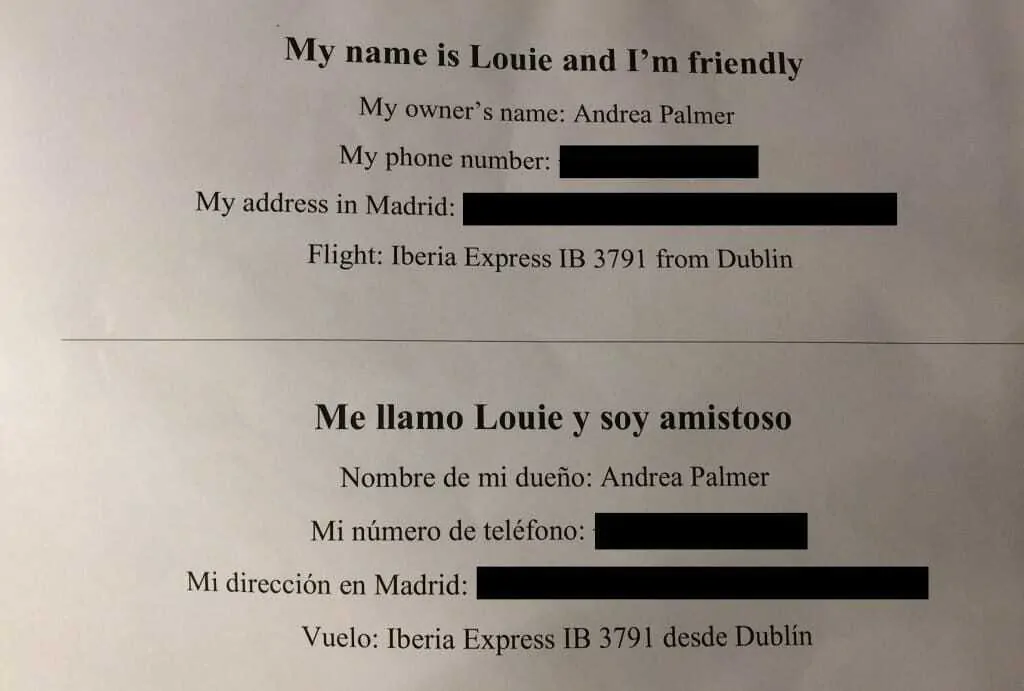 My name is Louie and I'm friendly
My owner's name: Andrea Palmer
My phone number:
My address in Madrid:
Flight: Iberia Express IB 3791 from Dublin
Me llamo Louie y soy amistoso
Nombre de mi dueño: Andrea Palmer
Mi número de teléfono:
Mi dirección en Madrid:
Vuelo: Iberia Express IB 3791 desde Dublín